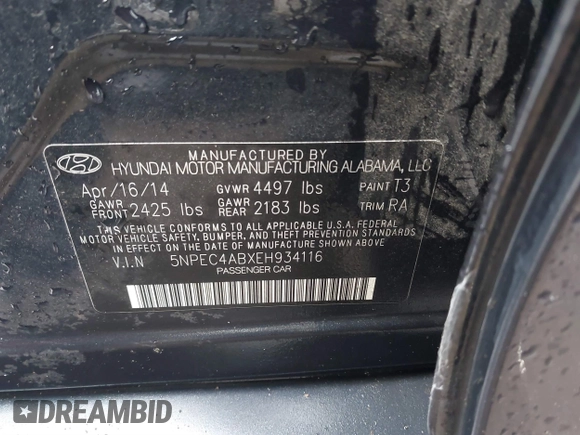 MANUFACTURED BY
HYUNDAI MOTOR MANUFACTURING ALABAMA, LLC
Apr/16/14 GVWR 4497 lbs PAINT T3
GAWR FRONT 2425 lbs GAWR REAR 2183 lbs TRIM RA
THIS VEHICLE CONFORMS TO ALL APPLICABLE U.S.A. FEDERAL
MOTOR VEHICLE SAFETY, BUMPER, AND THEFT PREVENTION
STANDARDS IN EFFECT ON THE DATE OF MANUFACTURE SHOWN ABOVE.
V.I.N 5NPEC4ABXEH934116
PASSENGER CAR
DREAMBID